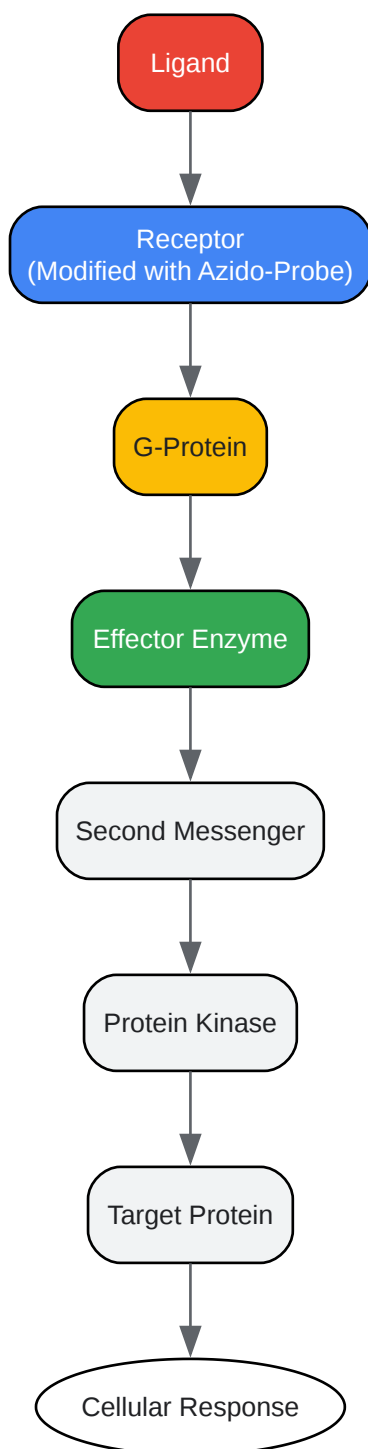 Ligand
Receptor
(Modified with Azido-Probe)
G-Protein
Effector Enzyme
Second Messenger
Protein Kinase
Target Protein
Cellular Response